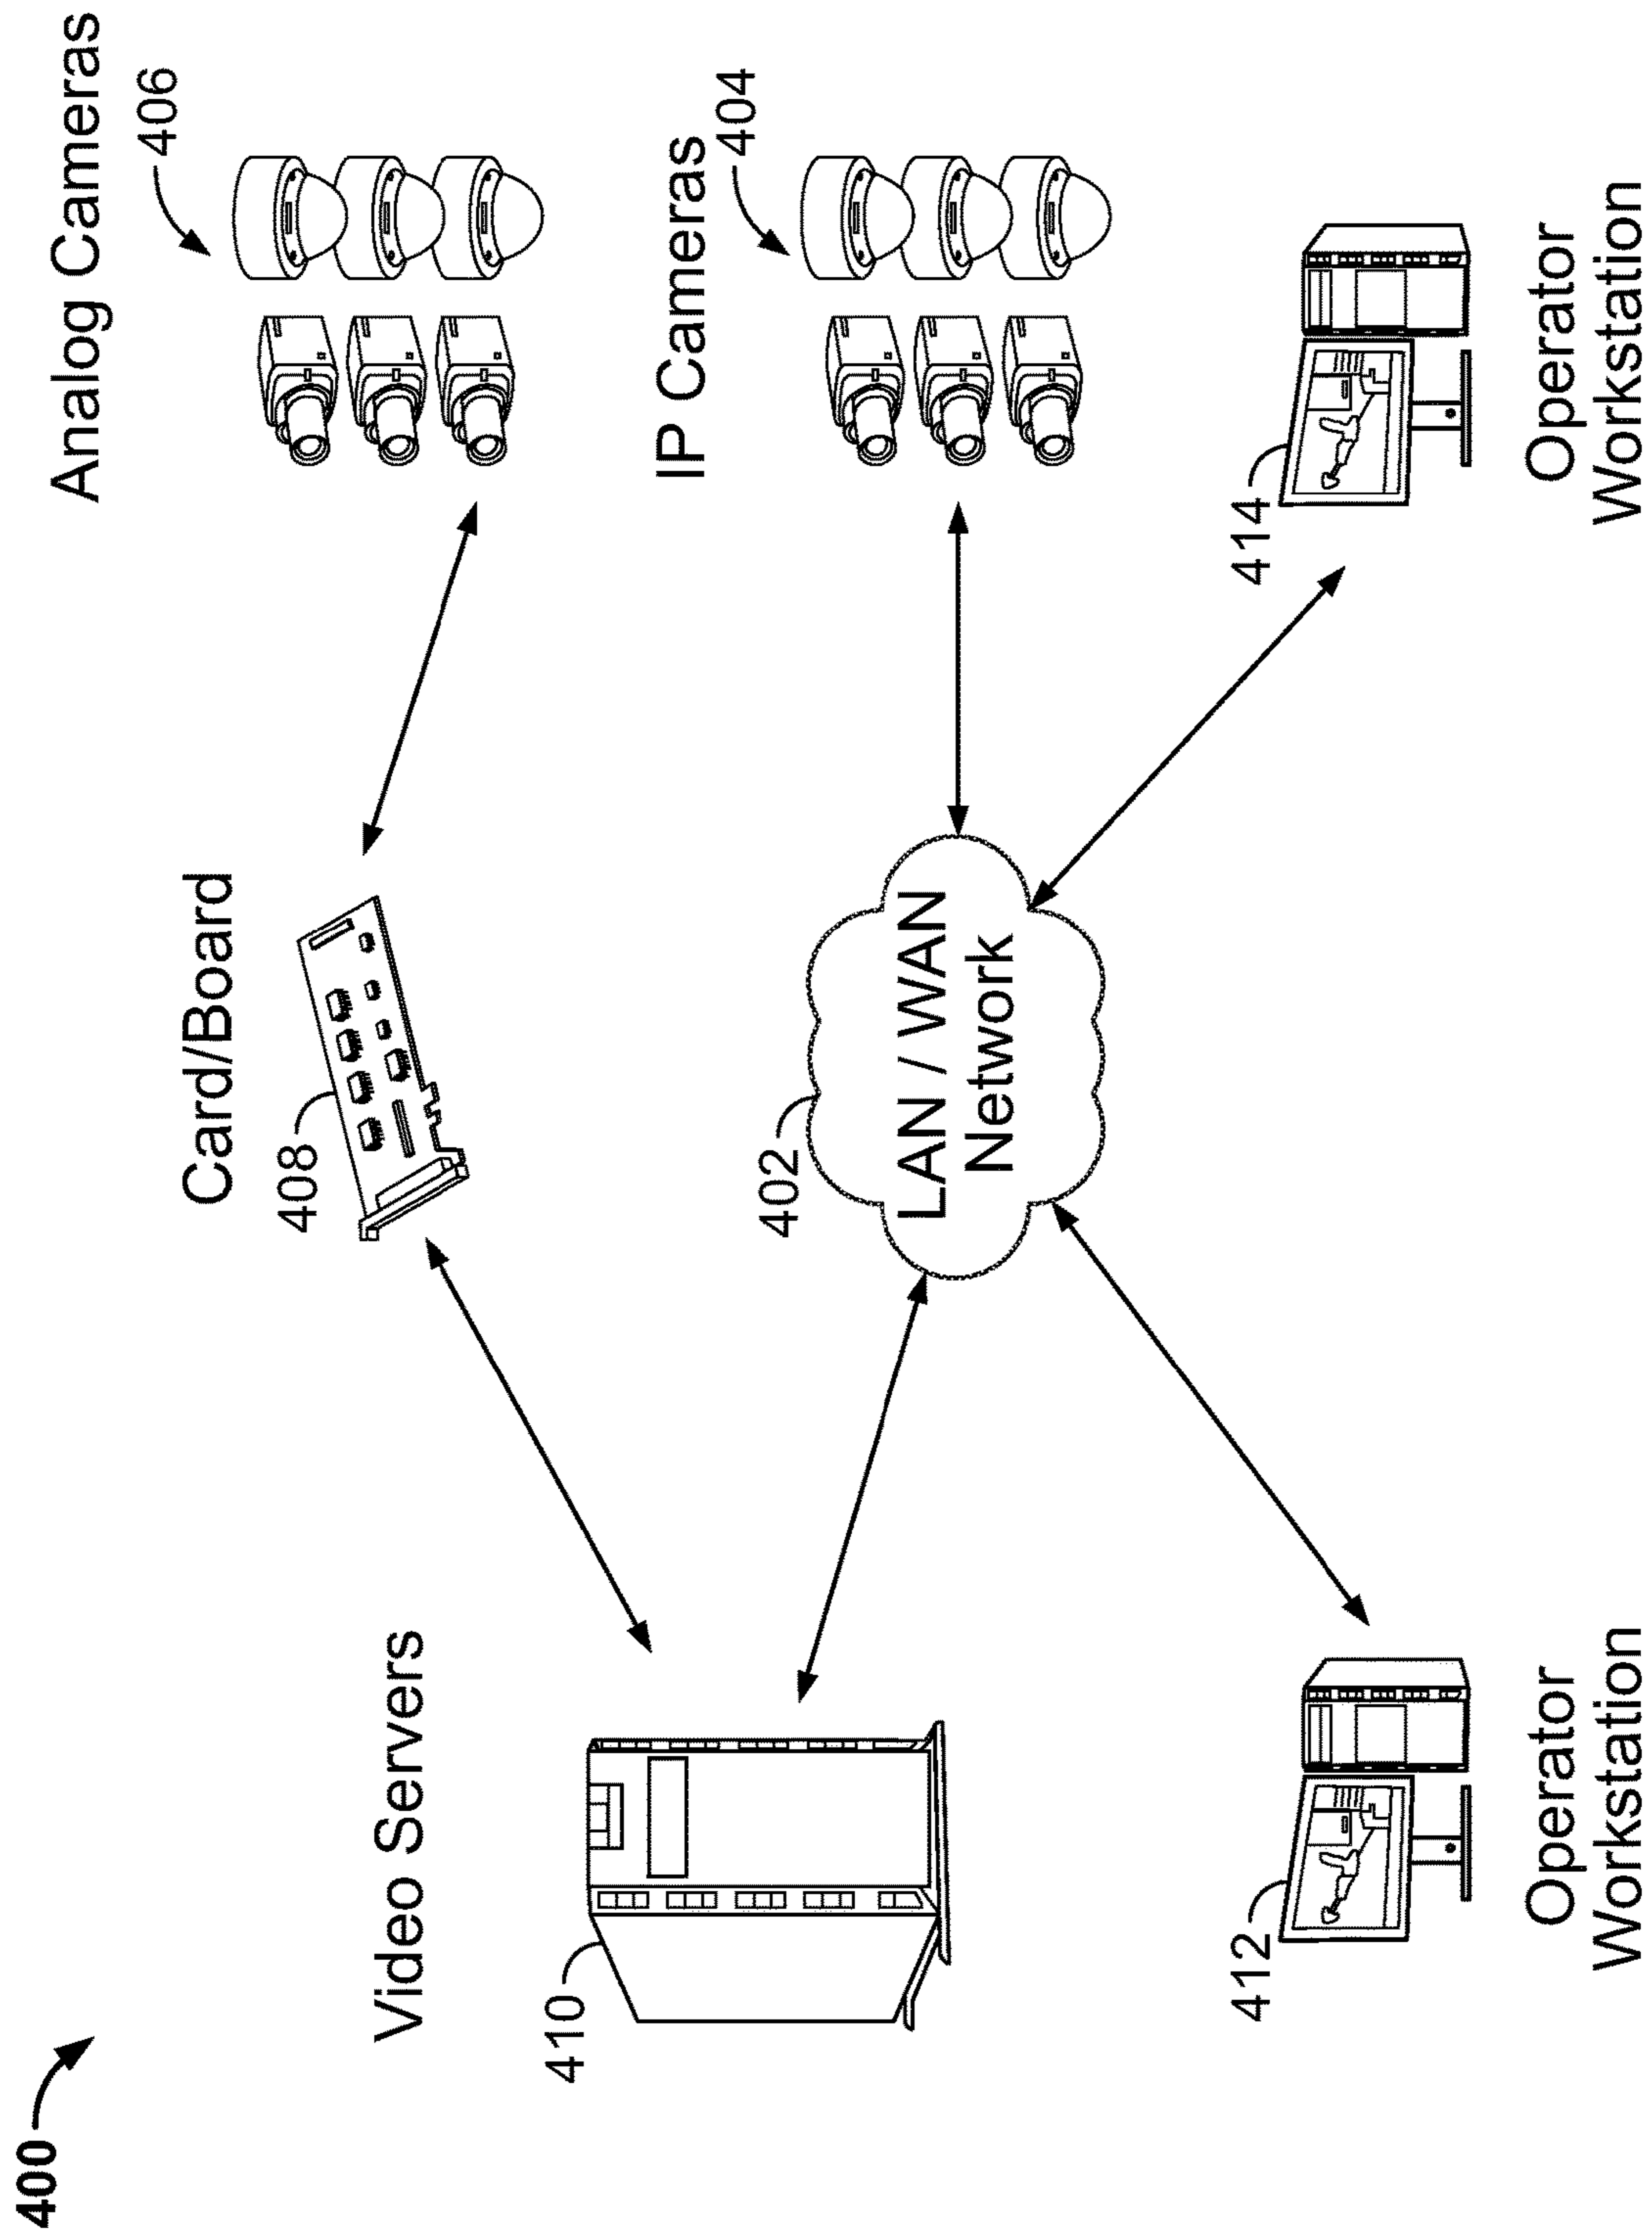 400
Video Servers
410
Card/Board
408
Analog Cameras
406
LAN / WAN
Network
402
IP Cameras
404
412
Operator
Workstation
414
Operator
Workstation